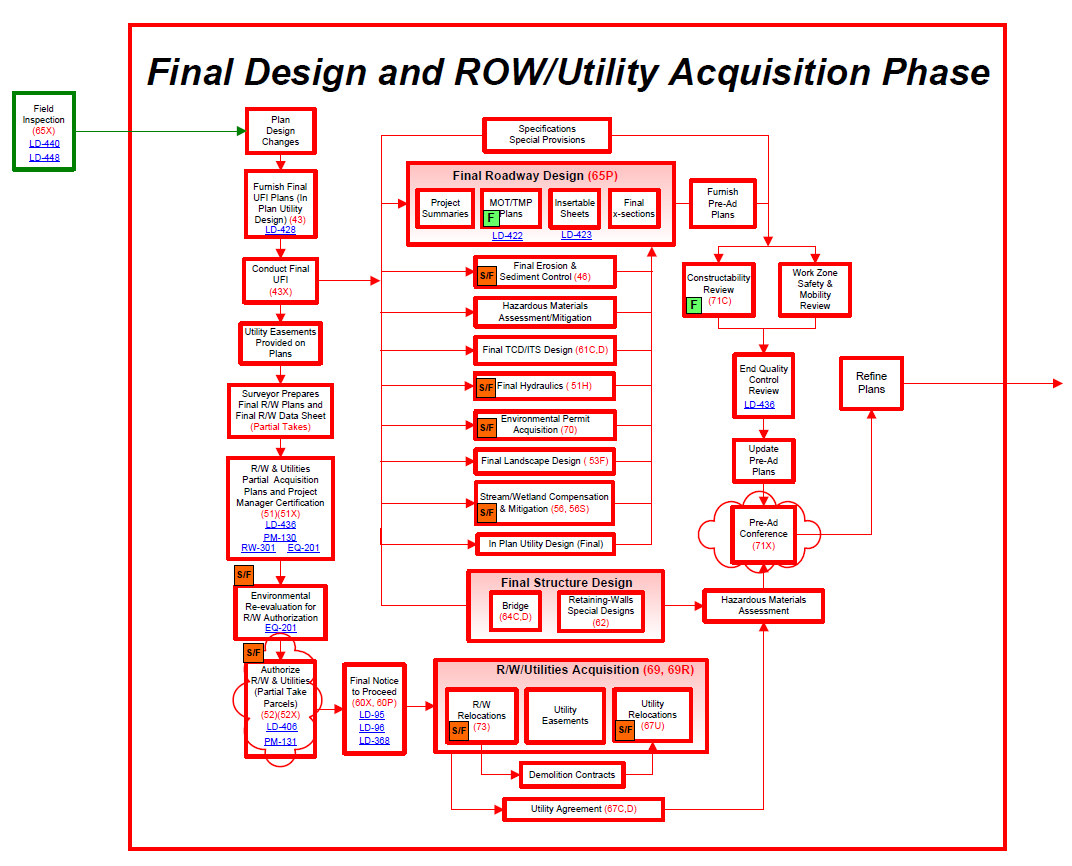 Final Design and ROW/Utility Acquisition Phase
Field
Inspection
(65X)
LD-440
LD-448
Plan
Design
Changes
Furnish Final
UFI Plans (In
Plan Utility
Design) (43)
LD-428
Conduct Final
UFI
(43X)
Utility Easements
Provided on
Plans
Surveyor Prepares
Final R/W Plans and
Final R/W Data Sheet
(Partial Takes)
R/W & Utilities
Partial Acquisition
Plans and Project
Manager Certification
(51)(51X)
LD-436
PM-130
RW-301 EQ-201
S/F
Environmental
Re-evaluation for
R/W Authorization
EQ-201
S/F
Authorize
R/W & Utilities
(Partial Take
Parcels)
(52)(52X)
LD-406
PM-131
Final Notice
to Proceed
(60X, 60P)
LD-95
LD-96
LD-368
Specifications
Special Provisions
Final Roadway Design (65P)
Project
Summaries
MOT/TMP
Plans
F
LD-422
Insertable
Sheets
LD-423
Final
x-sections
Furnish
Pre-Ad
Plans
S/F
Final Erosion &
Sediment Control (46)
Hazardous Materials
Assessment/Mitigation
Final TCD/ITS Design (61C,D)
S/F
Final Hydraulics ( 51H)
S/F
Environmental Permit
Acquisition (70)
Final Landscape Design ( 53F)
S/F
Stream/Wetland Compensation
& Mitigation (56, 56S)
In Plan Utility Design (Final)
Final Structure Design
Bridge
(64C,D)
Retaining-Walls
Special Designs
(62)
R/W/Utilities Acquisition (69, 69R)
R/W
Relocations
(73)
S/F
Utility
Easements
Utility
Relocations
(67U)
S/F
Demolition Contracts
Utility Agreement (67C,D)
Constructability
Review
(71C)
F
Work Zone
Safety &
Mobility
Review
End Quality
Control
Review
LD-436
Update
Pre-Ad
Plans
Pre-Ad
Conference
(71X)
Hazardous Materials
Assessment
Refine
Plans